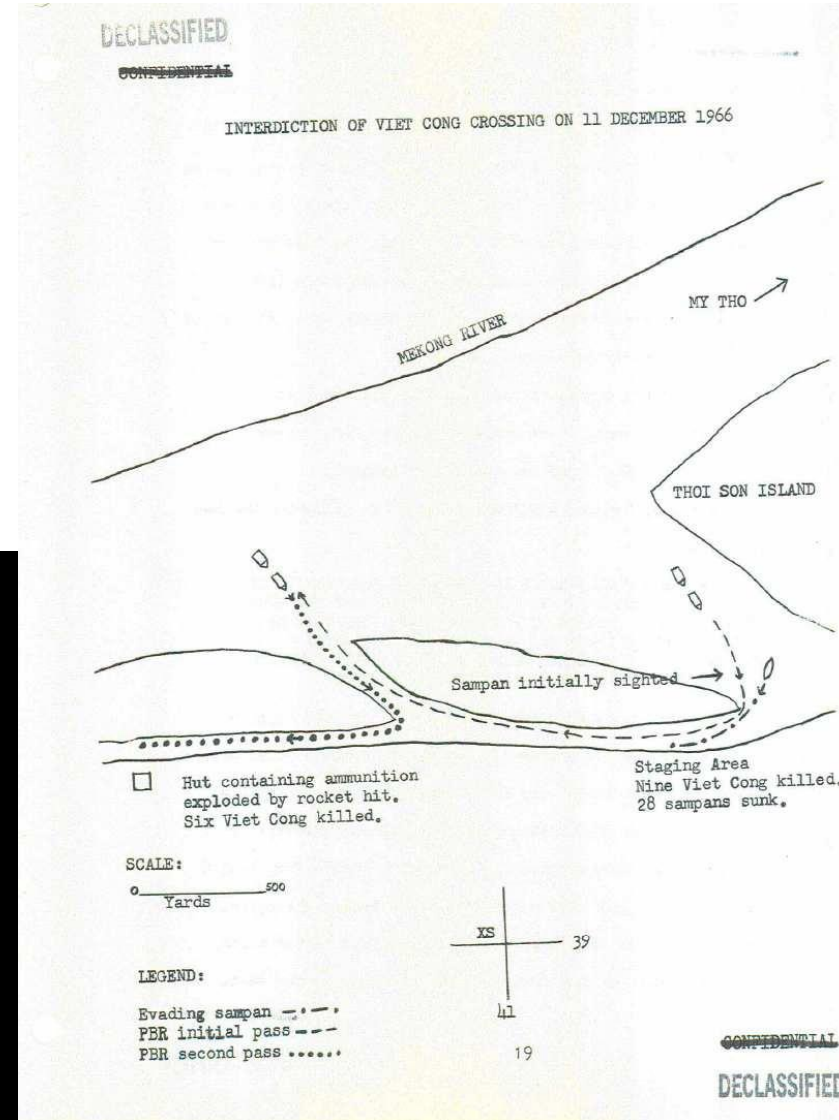 DECLASSIFIED
CONFIDENTIAL
INTERDICTION OF VIET CONG CROSSING ON 11 DECEMBER 1966
MY THO
MEKONG RIVER
THOI SON ISLAND
Sampan initially sighted
Hut containing ammunition
exploded by rocket hit.
Six Viet Cong killed.
Staging Area
Nine Viet Cong killed.
28 sampans sunk.
SCALE:
0 500
Yards
XS 39
41
LEGEND:
Evading sampan
PBR initial pass
PBR second pass
19
CONFIDENTIAL
DECLASSIFIED